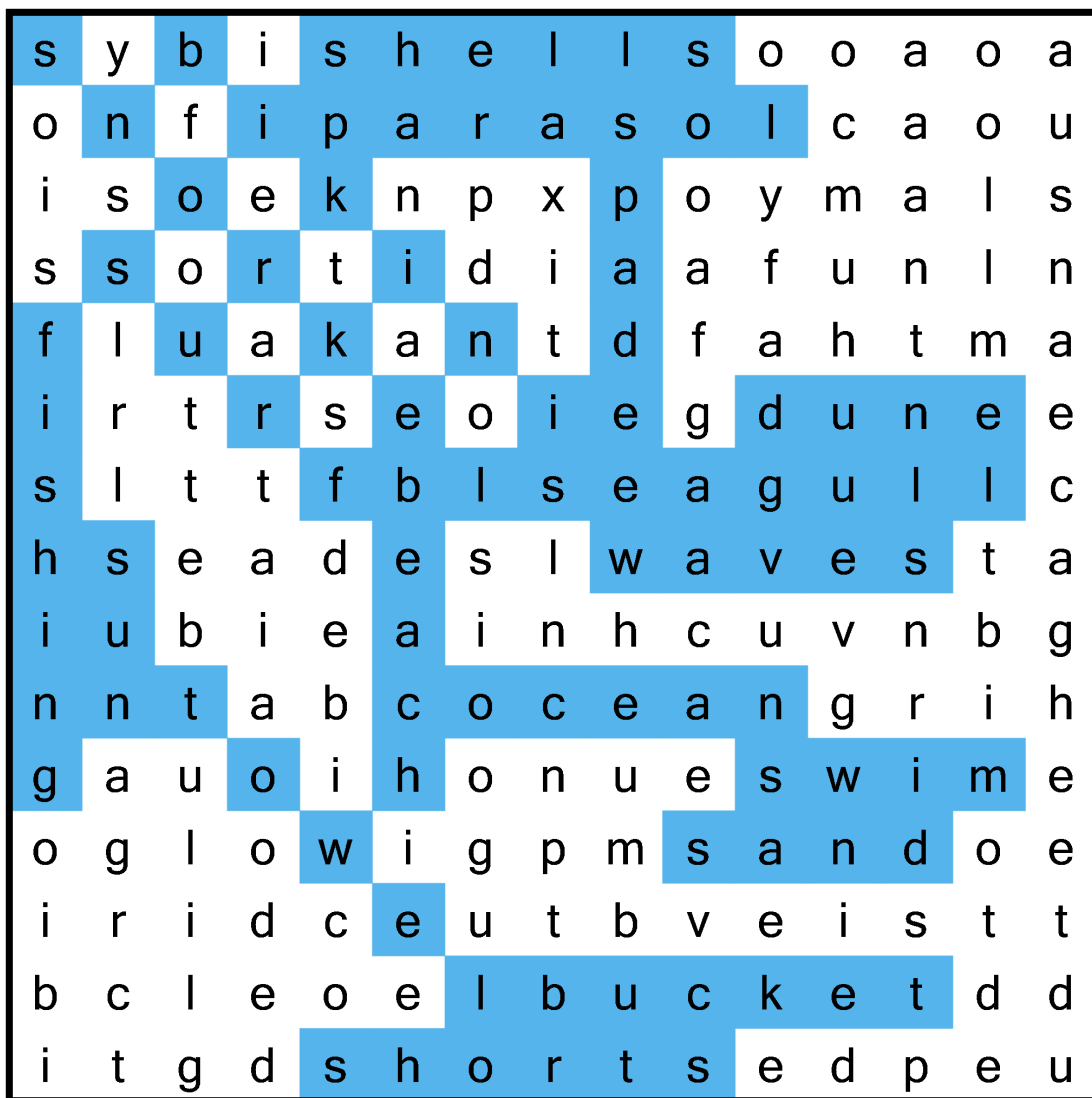 s y b i s h e l l s o o a o a
o n f i p a r a s o l c a o u
i s o e k n p x p o y m a l s
s s o r t i d i a a f u n l n
f l u a k a n t d f a h t m a
i r t r s e o i e g d u n e e
s l t t f b l s e a g u l l c
h s e a d e s l w a v e s t a
i u b i e a i n h c u v n b g
n n t a b c o c e a n g r i h
g a u o i h o n u e s w i m e
o g l o w i g p m s a n d o e
i r i d c e u t b v e i s t t
b c l e o e l b u c k e t d d
i t g d s h o r t s e d p e u